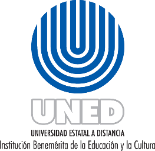 UNED
UNIVERSIDAD ESTATAL A DISTANCIA
Institución Benemérita de la Educación y la Cultura